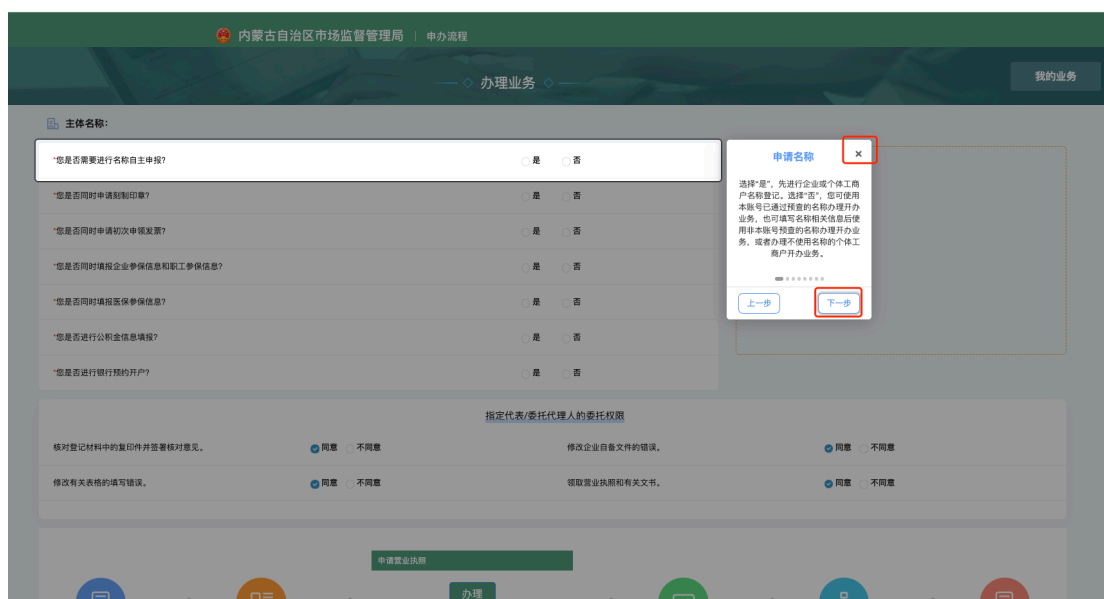 内蒙古自治区市场监督管理局 | 申办流程
办理业务
我的业务
主体名称:
*您是否需要进行名称自主申报? 是 否
*您是否同时申请刻制印章? 是 否
*您是否同时申请初次申领发票? 是 否
*您是否同时填报企业参保信息和职工参保信息? 是 否
*您是否同时填报医保参保信息? 是 否
*您是否进行公积金信息填报? 是 否
*您是否进行银行预约开户? 是 否
申请名称 ×
选择“是”，先进行企业或个体工商
户名称登记。选择“否”，您可使用
本账号已通过预查的名称办理开办
业务，也可填写名称相关信息后使
用非本账号预查的名称办理开办业
务，或者办理不使用名称的个体工
商户开办业务。
上一步 下一步
指定代表/委托代理人的委托权限
核对登记材料中的复印件并签署核对意见。 同意 不同意 修改企业自备文件的错误。 同意 不同意
修改有关表格的填写错误。 同意 不同意 领取营业执照和有关文书。 同意 不同意
申请营业执照
办理